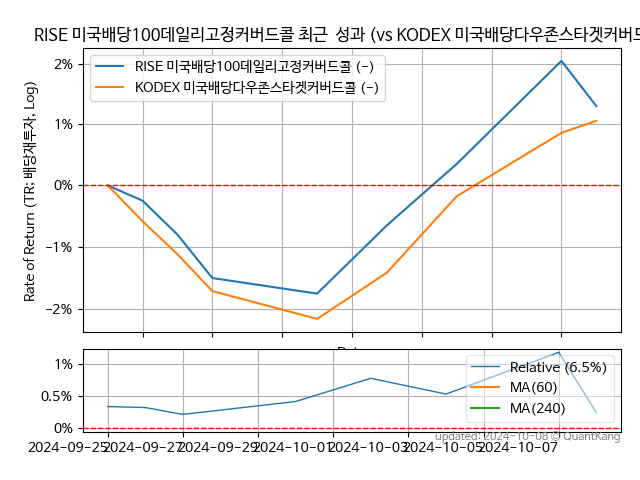 RISE 미국배당100데일리고정커버드콜 최근 성과 (vs KODEX 미국배당다우존스타겟커버드
RISE 미국배당100데일리고정커버드콜 (-)
KODEX 미국배당다우존스타겟커버드콜 (-)
Rate of Return (TR: 배당재투자, Log)
2%
1%
0%
-1%
-2%
Relative (6.5%)
MA(60)
MA(240)
1%
0.5%
0%
2024-09-25
2024-09-27
2024-09-29
2024-10-01
2024-10-03
2024-10-05
2024-10-07
updated: 2024-10-08 © QuantKang